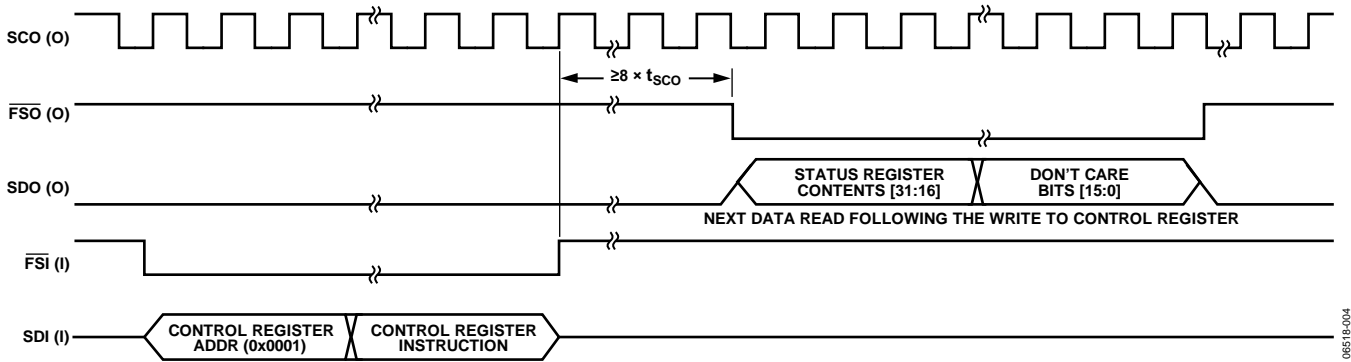 SCO (O)
≥8 × tSCO
FSO (O)
SDO (O)
STATUS REGISTER
CONTENTS [31:16]
DON'T CARE
BITS [15:0]
NEXT DATA READ FOLLOWING THE WRITE TO CONTROL REGISTER
FSI (I)
SDI (I)
CONTROL REGISTER
ADDR (0x0001)
CONTROL REGISTER
INSTRUCTION
06518-004